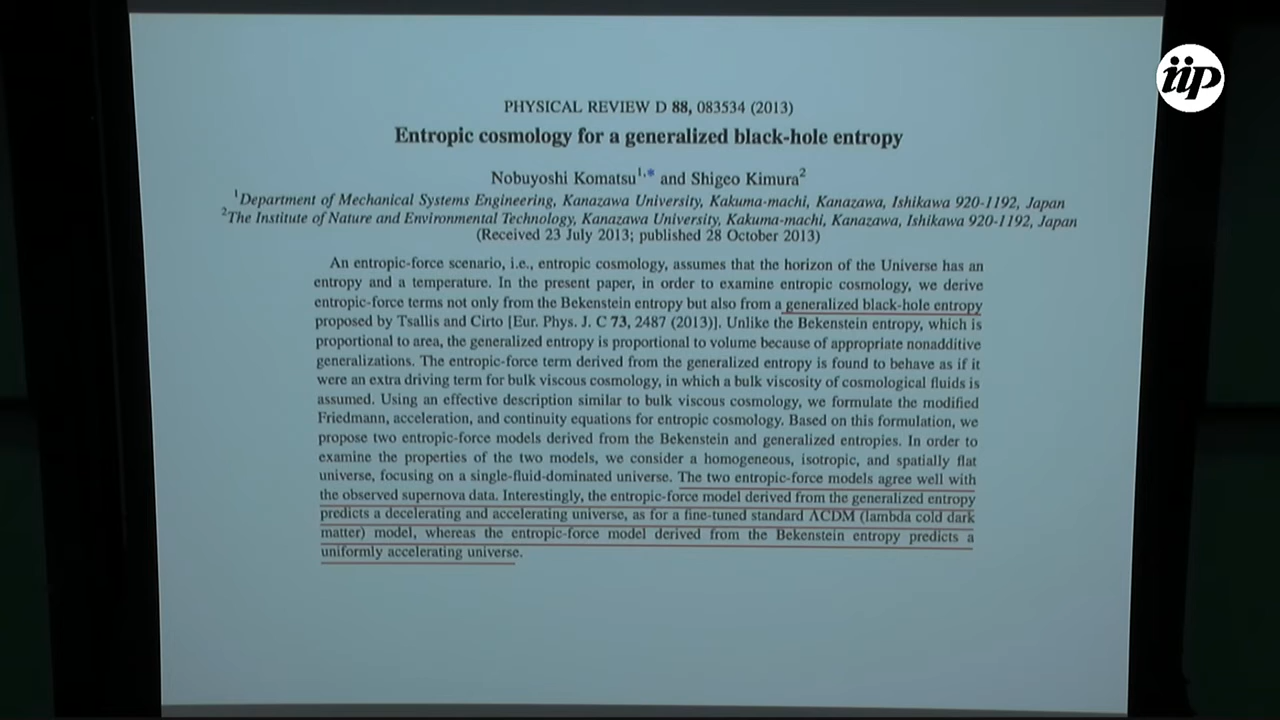 iip
PHYSICAL REVIEW D 88, 083534 (2013)
Entropic cosmology for a generalized black-hole entropy
Nobuyoshi Komatsu1,* and Shigeo Kimura2
1Department of Mechanical Systems Engineering, Kanazawa University, Kakuma-machi, Kanazawa, Ishikawa 920-1192, Japan
2The Institute of Nature and Environmental Technology, Kanazawa University, Kakuma-machi, Kanazawa, Ishikawa 920-1192, Japan
(Received 23 July 2013; published 28 October 2013)
An entropic-force scenario, i.e., entropic cosmology, assumes that the horizon of the Universe has an
entropy and a temperature. In the present paper, in order to examine entropic cosmology, we derive
entropic-force terms not only from the Bekenstein entropy but also from a generalized black-hole entropy
proposed by Tsallis and Cirto [Eur. Phys. J. C 73, 2487 (2013)]. Unlike the Bekenstein entropy, which is
proportional to area, the generalized entropy is proportional to volume because of appropriate nonadditive
generalizations. The entropic-force term derived from the generalized entropy is found to behave as if it
were an extra driving term for bulk viscous cosmology, in which a bulk viscosity of cosmological fluids is
assumed. Using an effective description similar to bulk viscous cosmology, we formulate the modified
Friedmann, acceleration, and continuity equations for entropic cosmology. Based on this formulation, we
propose two entropic-force models derived from the Bekenstein and generalized entropies. In order to
examine the properties of the two models, we consider a homogeneous, isotropic, and spatially flat
universe, focusing on a single-fluid-dominated universe. The two entropic-force models agree well with
the observed supernova data. Interestingly, the entropic-force model derived from the generalized entropy
predicts a decelerating and accelerating universe, as for a fine-tuned standard ΛCDM (lambda cold dark
matter) model, whereas the entropic-force model derived from the Bekenstein entropy predicts a
uniformly accelerating universe.